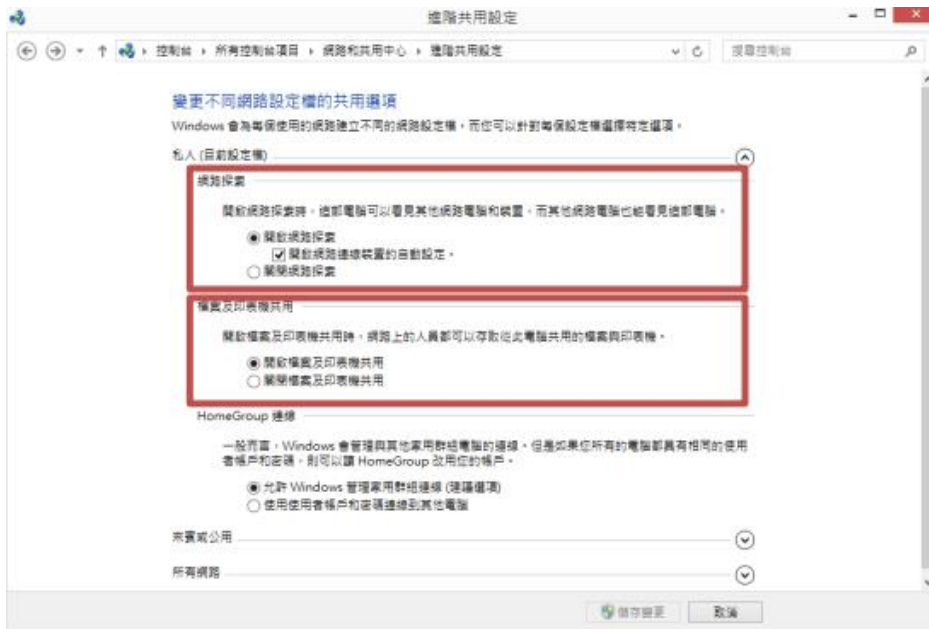 進階共用設定
控制台 › 所有控制台項目 › 網路和共用中心 › 進階共用設定
搜尋控制台
變更不同網路設定檔的共用選項
Windows 會為每個使用的網路建立不同的網路設定檔，而您可以針對每個設定檔選擇特定選項。
私人 (目前設定檔)
網路探索
開啟網路探索時，這部電腦可以看見其他網路電腦和裝置，而其他網路電腦也能看見這部電腦。
開啟網路探索
開啟網路連線裝置的自動設定。
關閉網路探索
檔案及印表機共用
開啟檔案及印表機共用時，網路上的人員都可以存取從此電腦共用的檔案與印表機。
開啟檔案及印表機共用
關閉檔案及印表機共用
HomeGroup 連線
一般而言，Windows 會管理與其他家用群組電腦的連線。但是如果您所有的電腦都具有相同的使用
者帳戶和密碼，則可以讓 HomeGroup 改用您的帳戶。
允許 Windows 管理家用群組連線 (建議選項)
使用使用者帳戶和密碼連線到其他電腦
來賓或公用
所有網路
儲存變更
取消